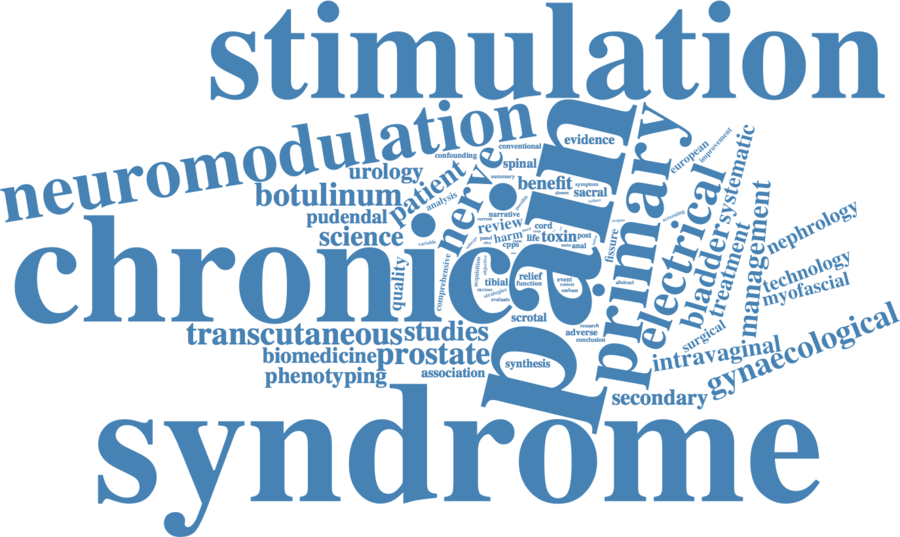 stimulation
neuromodulation
conventional
confounding
evidence
european
improvement
systematic
urology
patient
nerve
spinal
pain
primary
summary
botulinum
analysis
benefit
symptom
sacral
electrical
pudendal
narrative
possible
screening
bladder
treatment
management
nephrology
science
variable
review
cord
harm
life
toxin
post
cpps
anal
fissure
chronic
quality
comprehensive
acquisition
tibial
relief
function
event
abstract
technology
myofascial
strategies
evaluate
scrotal
research
adverse
conclusion
surgical
transcutaneous
studies
biomedicine
prostate
phenotyping
association
synthesis
intravaginal
gynaecological
secondary
syndrome